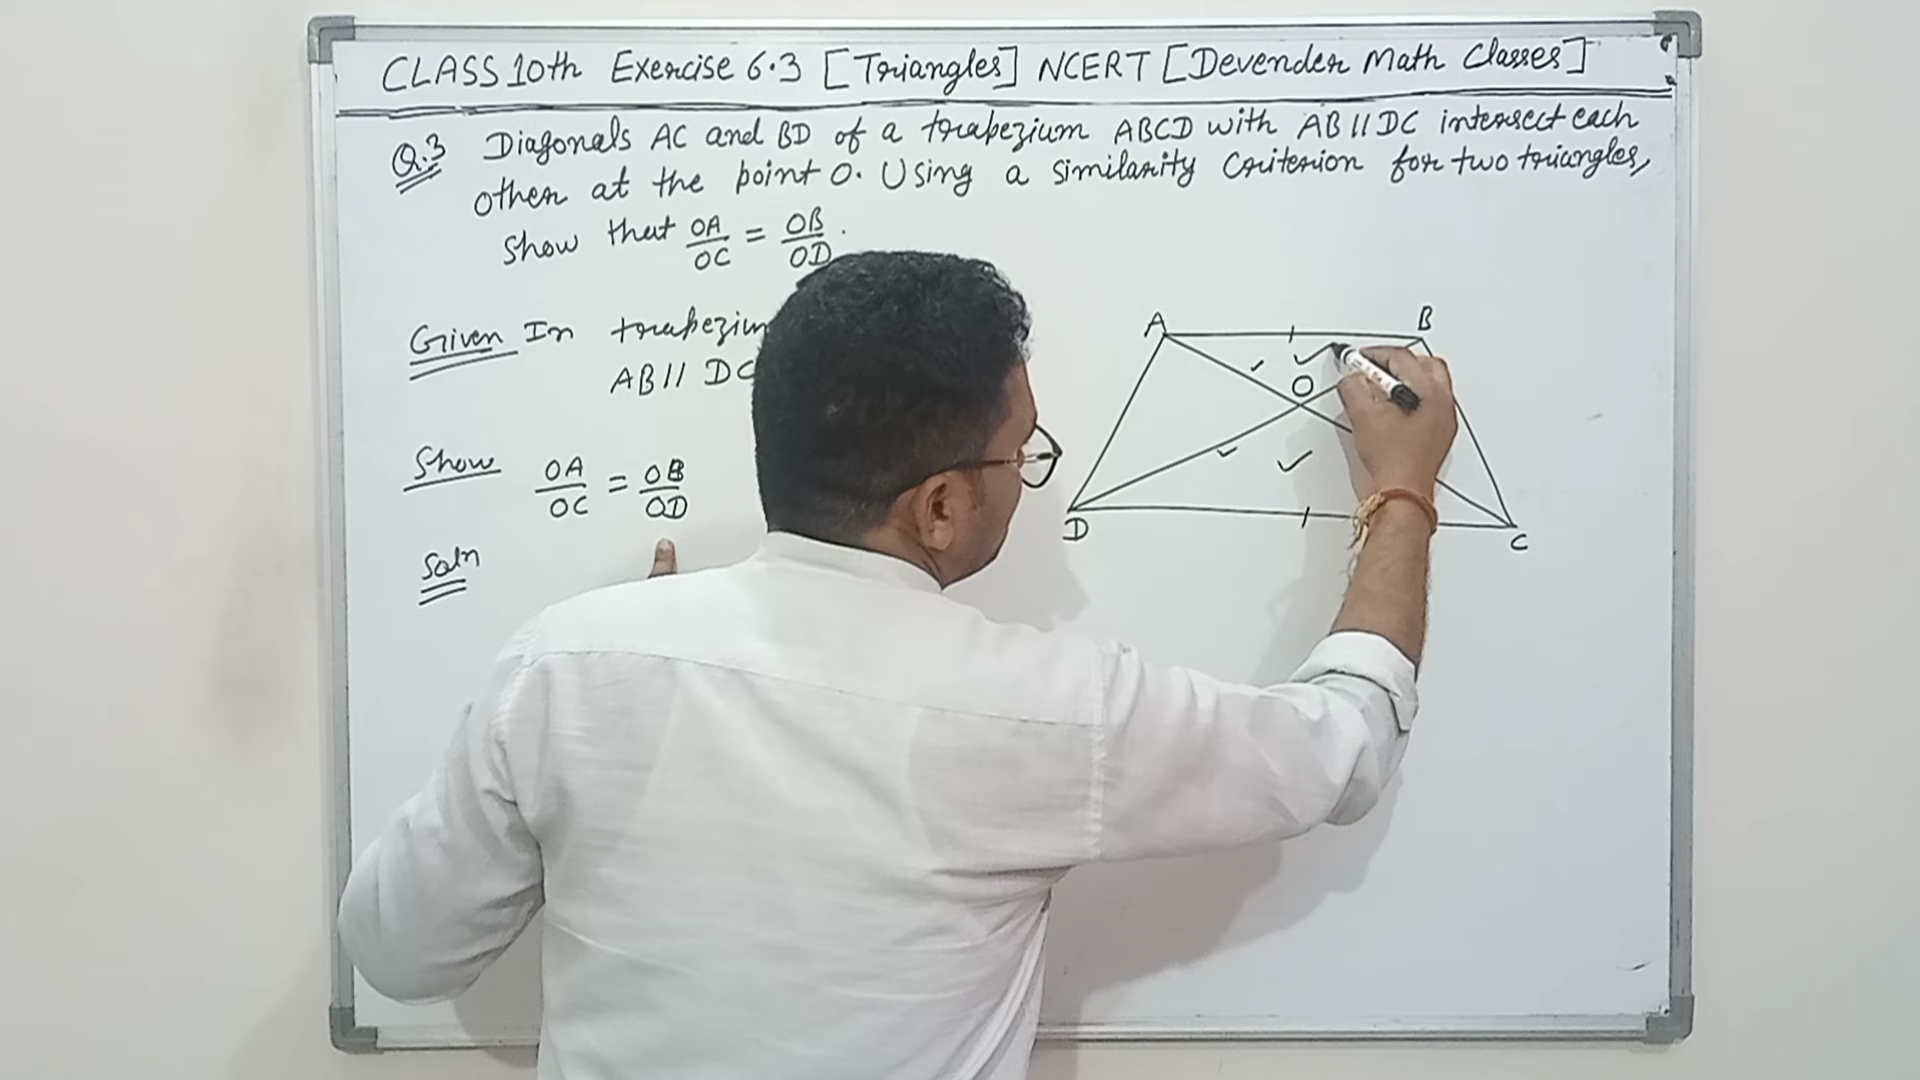 CLASS 10th Exercise 6.3 [Triangles] NCERT [Devender Math Classes]
Q.3 Diagonals AC and BD of a trapezium ABCD with AB || DC intersect each
other at the point O. Using a similarity Criterion for two triangles,
Show that OA/OC = OB/OD.
Given In
AB // DC
Show OA/OC = OB/OD
Soln
A B
O
D C